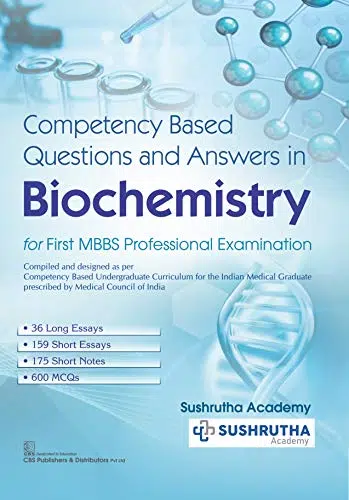 Competency Based
Questions and Answers in
Biochemistry
for First MBBS Professional Examination
Compiled and designed as per
Competency Based Undergraduate Curriculum for the Indian Medical Graduate
prescribed by Medical Council of India
• 36 Long Essays
• 159 Short Essays
• 175 Short Notes
• 600 MCQs
Sushrutha Academy
SUSHRUTHA
Academy
CBS
CBS Publishers & Distributors Pvt Ltd